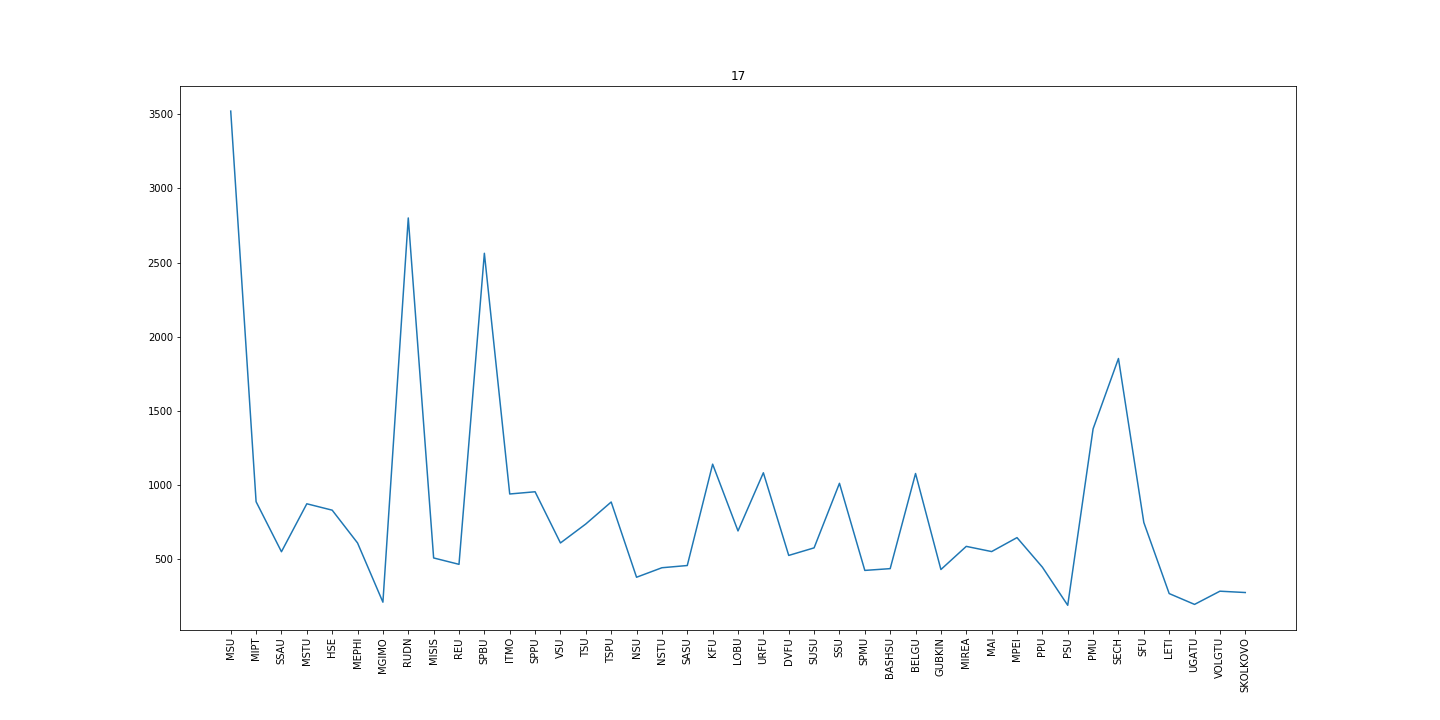 17
3500
3000
2500
2000
1500
1000
500
MSU
MIPT
SSAU
MSTU
HSE
MEPHI
MGIMO
RUDN
MISIS
REU
SPBU
ITMO
SPPU
VSU
TSU
TSPU
NSU
NSTU
SASU
KFU
LOBU
URFU
DVFU
SUSU
SSU
SPMU
BASHSU
BELGU
GUBKIN
MIREA
MAI
MPEI
PPU
PSU
PMU
SECH
SFU
LETI
UGATU
VOLGTU
SKOLKOVO